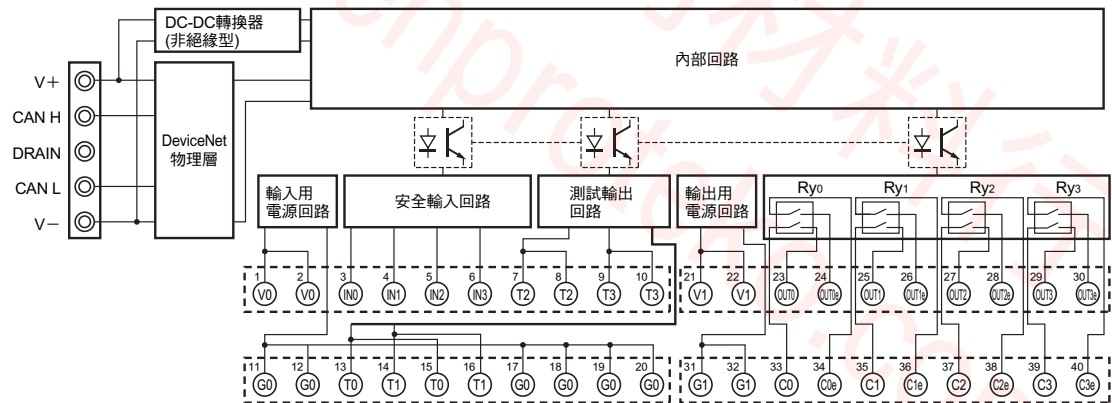 DC-DC轉換器
(非絕緣型)
內部回路
V+
CAN H
DRAIN
CAN L
V-
DeviceNet
物理層
輸入用
電源回路
安全輸入回路
測試輸出
回路
輸出用
電源回路
Ry0 Ry1 Ry2 Ry3
1 2 3 4 5 6 7 8 9 10
V0 V0 IN0 IN1 IN2 IN3 T2 T2 T3 T3
21 22 23 24 25 26 27 28 29 30
V1 V1 OUT0 OUT0e OUT1 OUT1e OUT2 OUT2e OUT3 OUT3e
11 12 13 14 15 16 17 18 19 20
G0 G0 T0 T1 T0 T1 G0 G0 G0 G0
31 32 33 34 35 36 37 38 39 40
G1 G1 C0 C0e C1 C1e C2 C2e C3 C3e